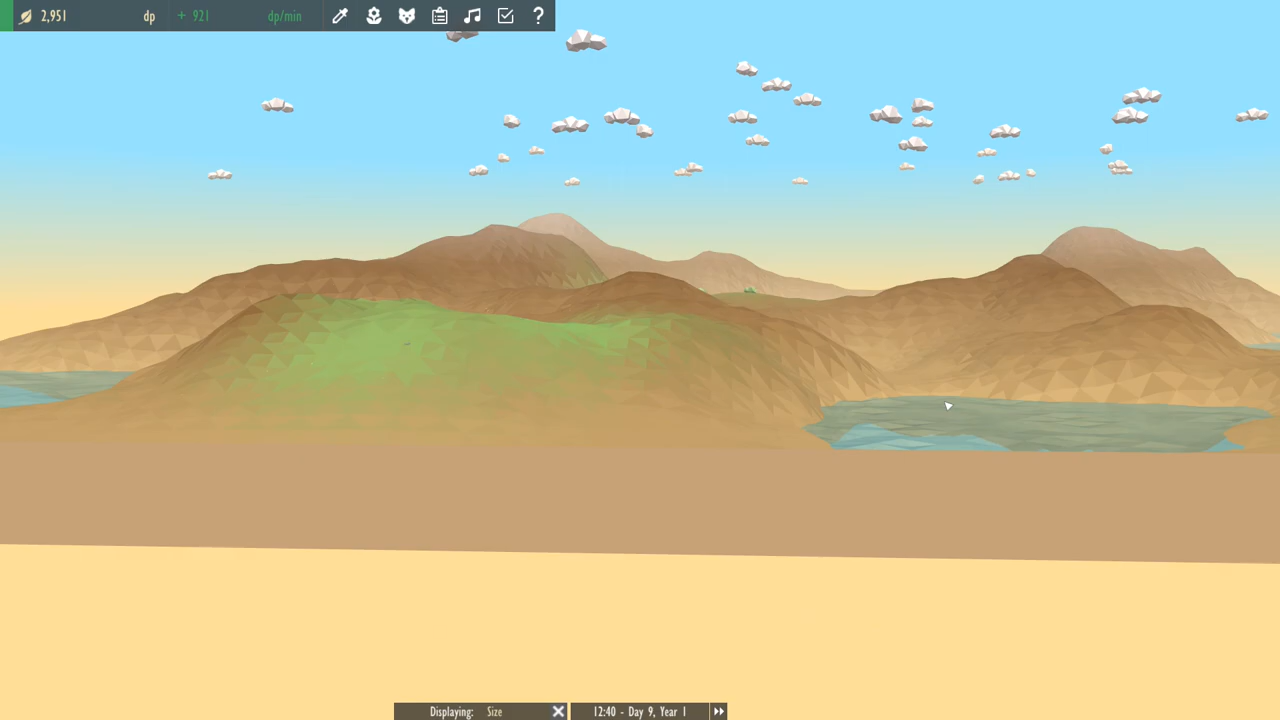 2,951 dp + 921 dp/min ?
Displaying: Size 12:40 - Day 9, Year 1